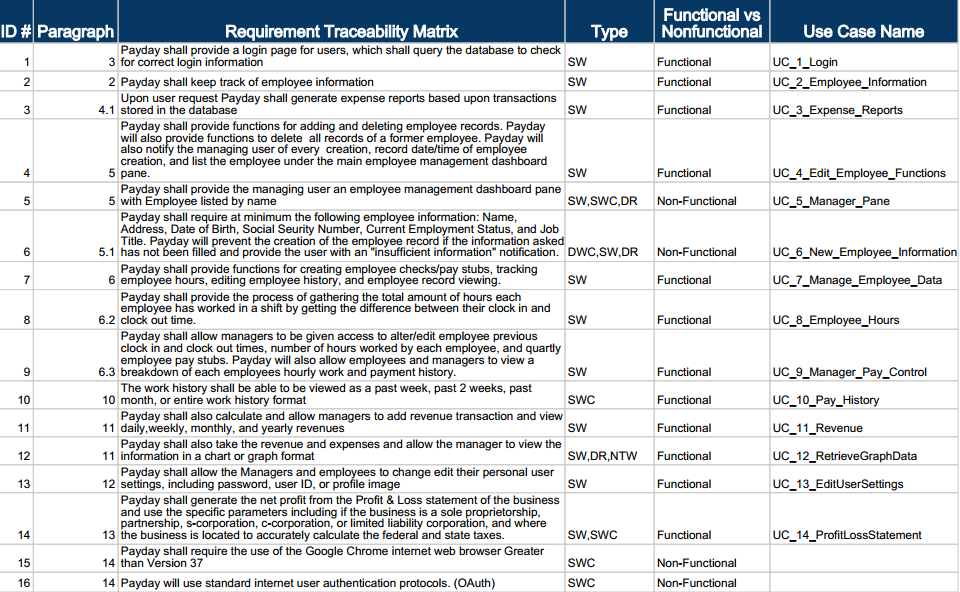 ID # Paragraph Requirement Traceability Matrix Type Functional vs Nonfunctional Use Case Name
Payday shall provide a login page for users, which shall query the database to check
1 3 for correct login information SW Functional UC_1_Login
2 2 Payday shall keep track of employee information SW Functional UC_2_Employee_Information
Upon user request Payday shall generate expense reports based upon transactions
3 4.1 stored in the database SW Functional UC_3_Expense_Reports
Payday shall provide functions for adding and deleting employee records. Payday
will also provide functions to delete all records of a former employee. Payday will
also notify the managing user of every creation, record date/time of employee
creation, and list the employee under the main employee management dashboard
4 5 pane. SW Functional UC_4_Edit_Employee_Functions
Payday shall provide the managing user an employee management dashboard pane
5 5 with Employee listed by name SW,SWC,DR Non-Functional UC_5_Manager_Pane
Payday shall require at minimum the following employee information: Name,
Address, Date of Birth, Social Seurity Number, Current Employment Status, and Job
Title. Payday will prevent the creation of the employee record if the information asked
6 5.1 has not been filled and provide the user with an "insufficient information" notification. DWC,SW,DR Non-Functional UC_6_New_Employee_Information
Payday shall provide functions for creating employee checks/pay stubs, tracking
7 6 employee hours, editing employee history, and employee record viewing. SW Functional UC_7_Manage_Employee_Data
Payday shall provide the process of gathering the total amount of hours each
employee has worked in a shift by getting the difference between their clock in and
8 6.2 clock out time. SW Functional UC_8_Employee_Hours
Payday shall allow managers to be given access to alter/edit employee previous
clock in and clock out times, number of hours worked by each employee, and quartly
employee pay stubs. Payday will also allow employees and managers to view a
9 6.3 breakdown of each employees hourly work and payment history. SW Functional UC_9_Manager_Pay_Control
The work history shall be able to be viewed as a past week, past 2 weeks, past
10 10 month, or entire work history format SWC Functional UC_10_Pay_History
Payday shall also calculate and allow managers to add revenue transaction and view
11 11 daily,weekly, monthly, and yearly revenues SW Functional UC_11_Revenue
Payday shall also take the revenue and expenses and allow the manager to view the
12 11 information in a chart or graph format SW,DR,NTW Functional UC_12_RetrieveGraphData
Payday shall allow the Managers and employees to change edit their personal user
13 12 settings, including password, user ID, or profile image SW Functional UC_13_EditUserSettings
Payday shall generate the net profit from the Profit & Loss statement of the business
and use the specific parameters including if the business is a sole proprietorship,
partnership, s-corporation, c-corporation, or limited liability corporation, and where
14 13 the business is located to accurately calculate the federal and state taxes. SW,SWC Functional UC_14_ProfitLossStatement
Payday shall require the use of the Google Chrome internet web browser Greater
15 14 than Version 37 SWC Non-Functional
16 14 Payday will use standard internet user authentication protocols. (OAuth) SWC Non-Functional